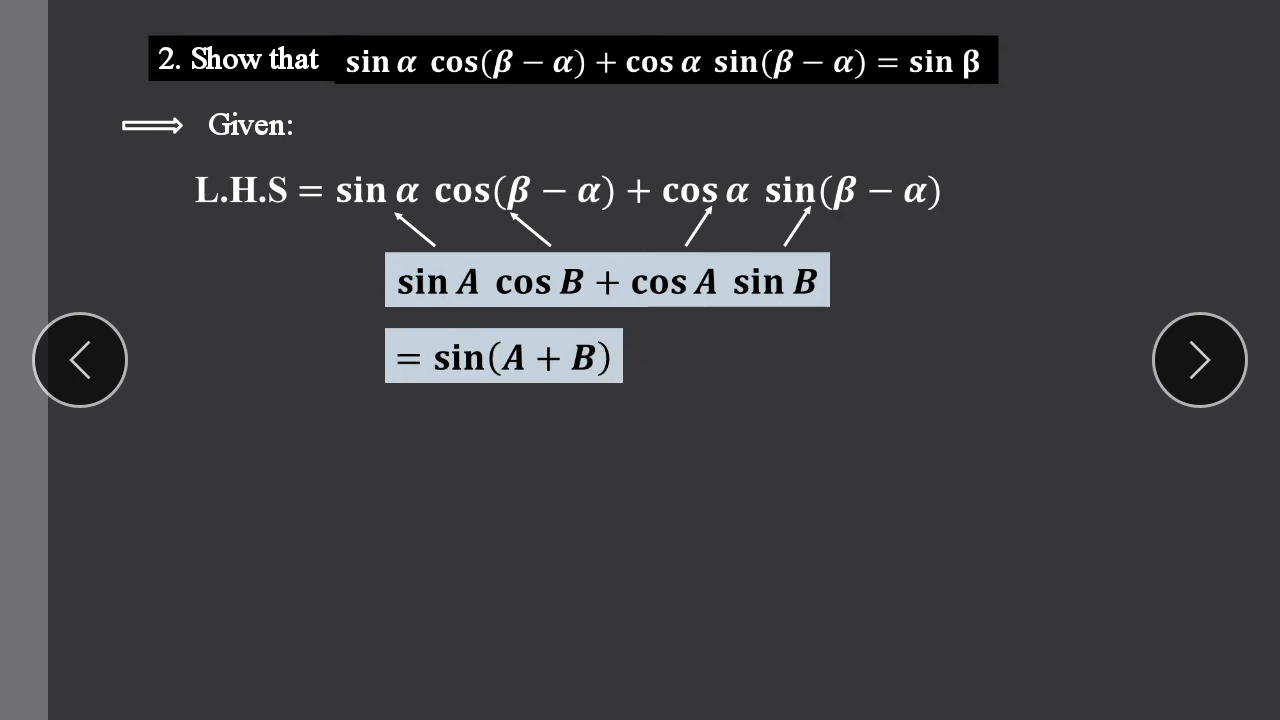 2. Show that sin α cos(β − α) + cos α sin(β − α) = sin β
⟹ Given:
L.H.S = sin α cos(β − α) + cos α sin(β − α)
sin A cos B + cos A sin B
= sin(A + B)